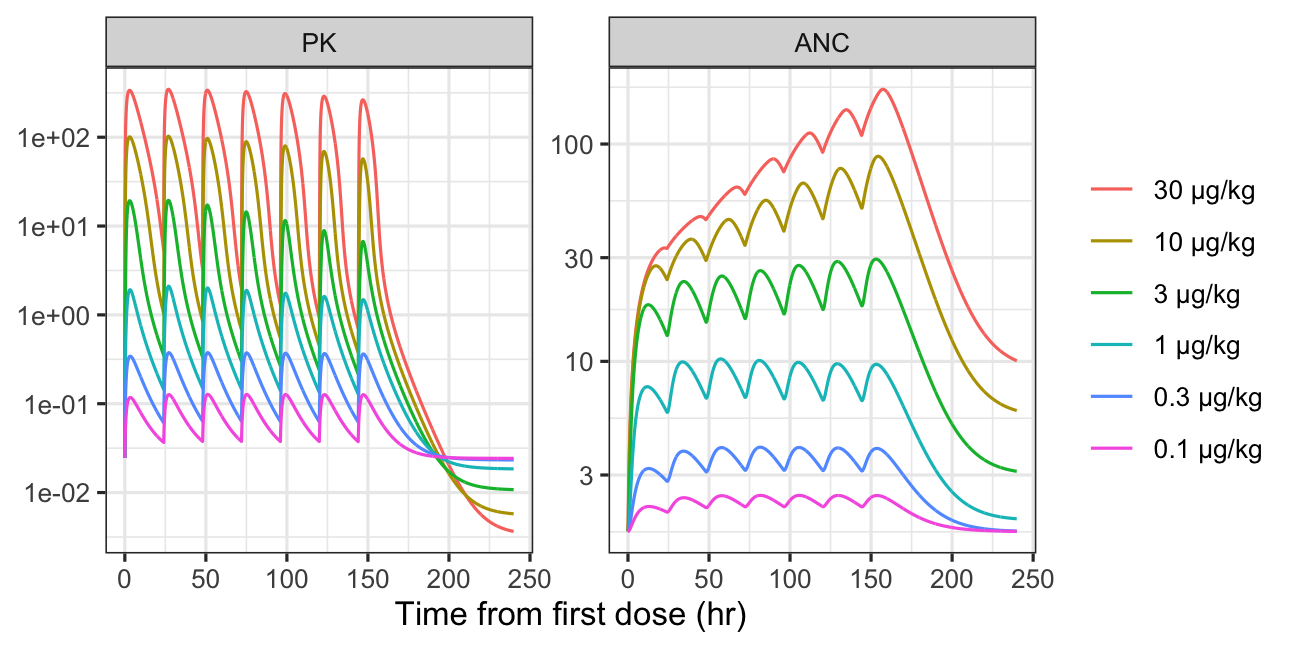 PK
ANC
1e+02
1e+01
1e+00
1e-01
1e-02
100
30
10
3
0 50 100 150 200 250
0 50 100 150 200 250
Time from first dose (hr)
30 μg/kg
10 μg/kg
3 μg/kg
1 μg/kg
0.3 μg/kg
0.1 μg/kg